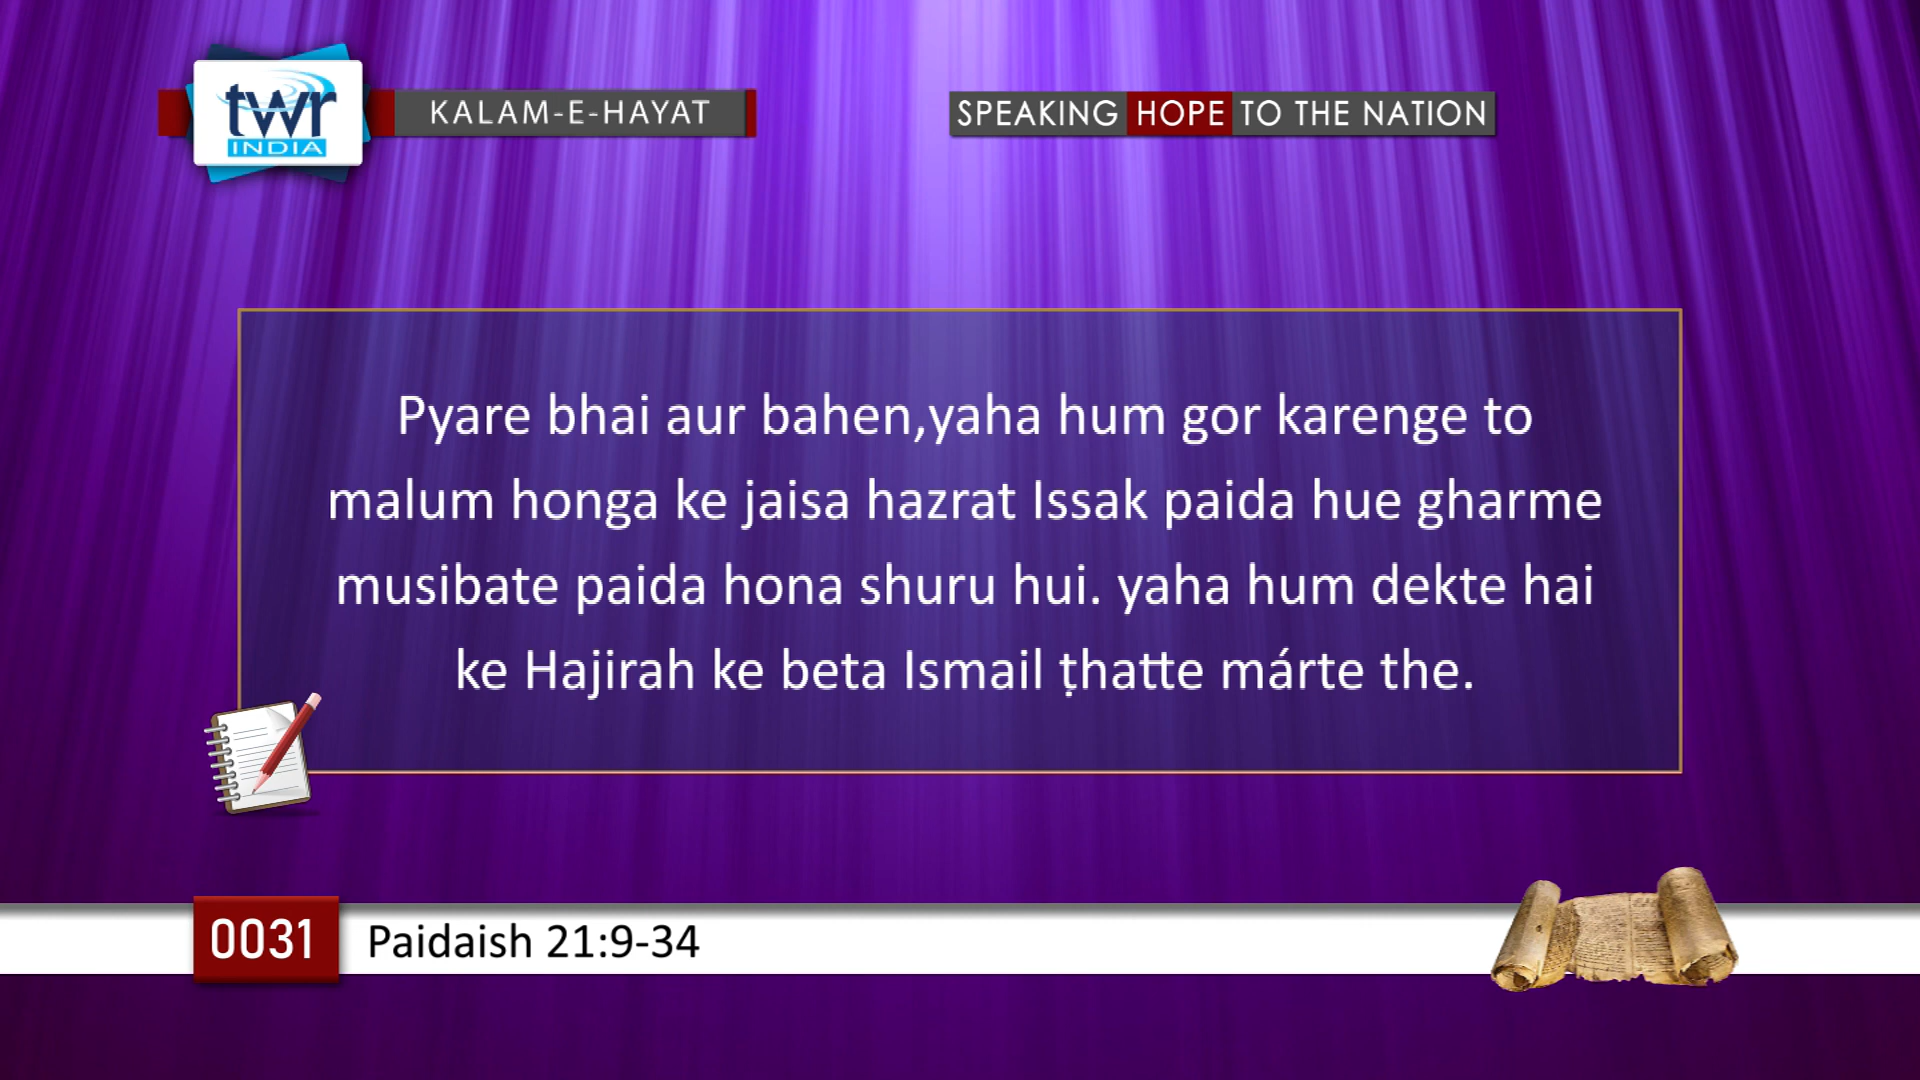 twr
INDIA
KALAM-E-HAYAT
SPEAKING HOPE TO THE NATION
Pyare bhai aur bahen,yaha hum gor karenge to
malum honga ke jaisa hazrat Issak paida hue gharme
musibate paida hona shuru hui. yaha hum dekte hai
ke Hajirah ke beta Ismail ṭhatte márte the.
0031 Paidaish 21:9-34